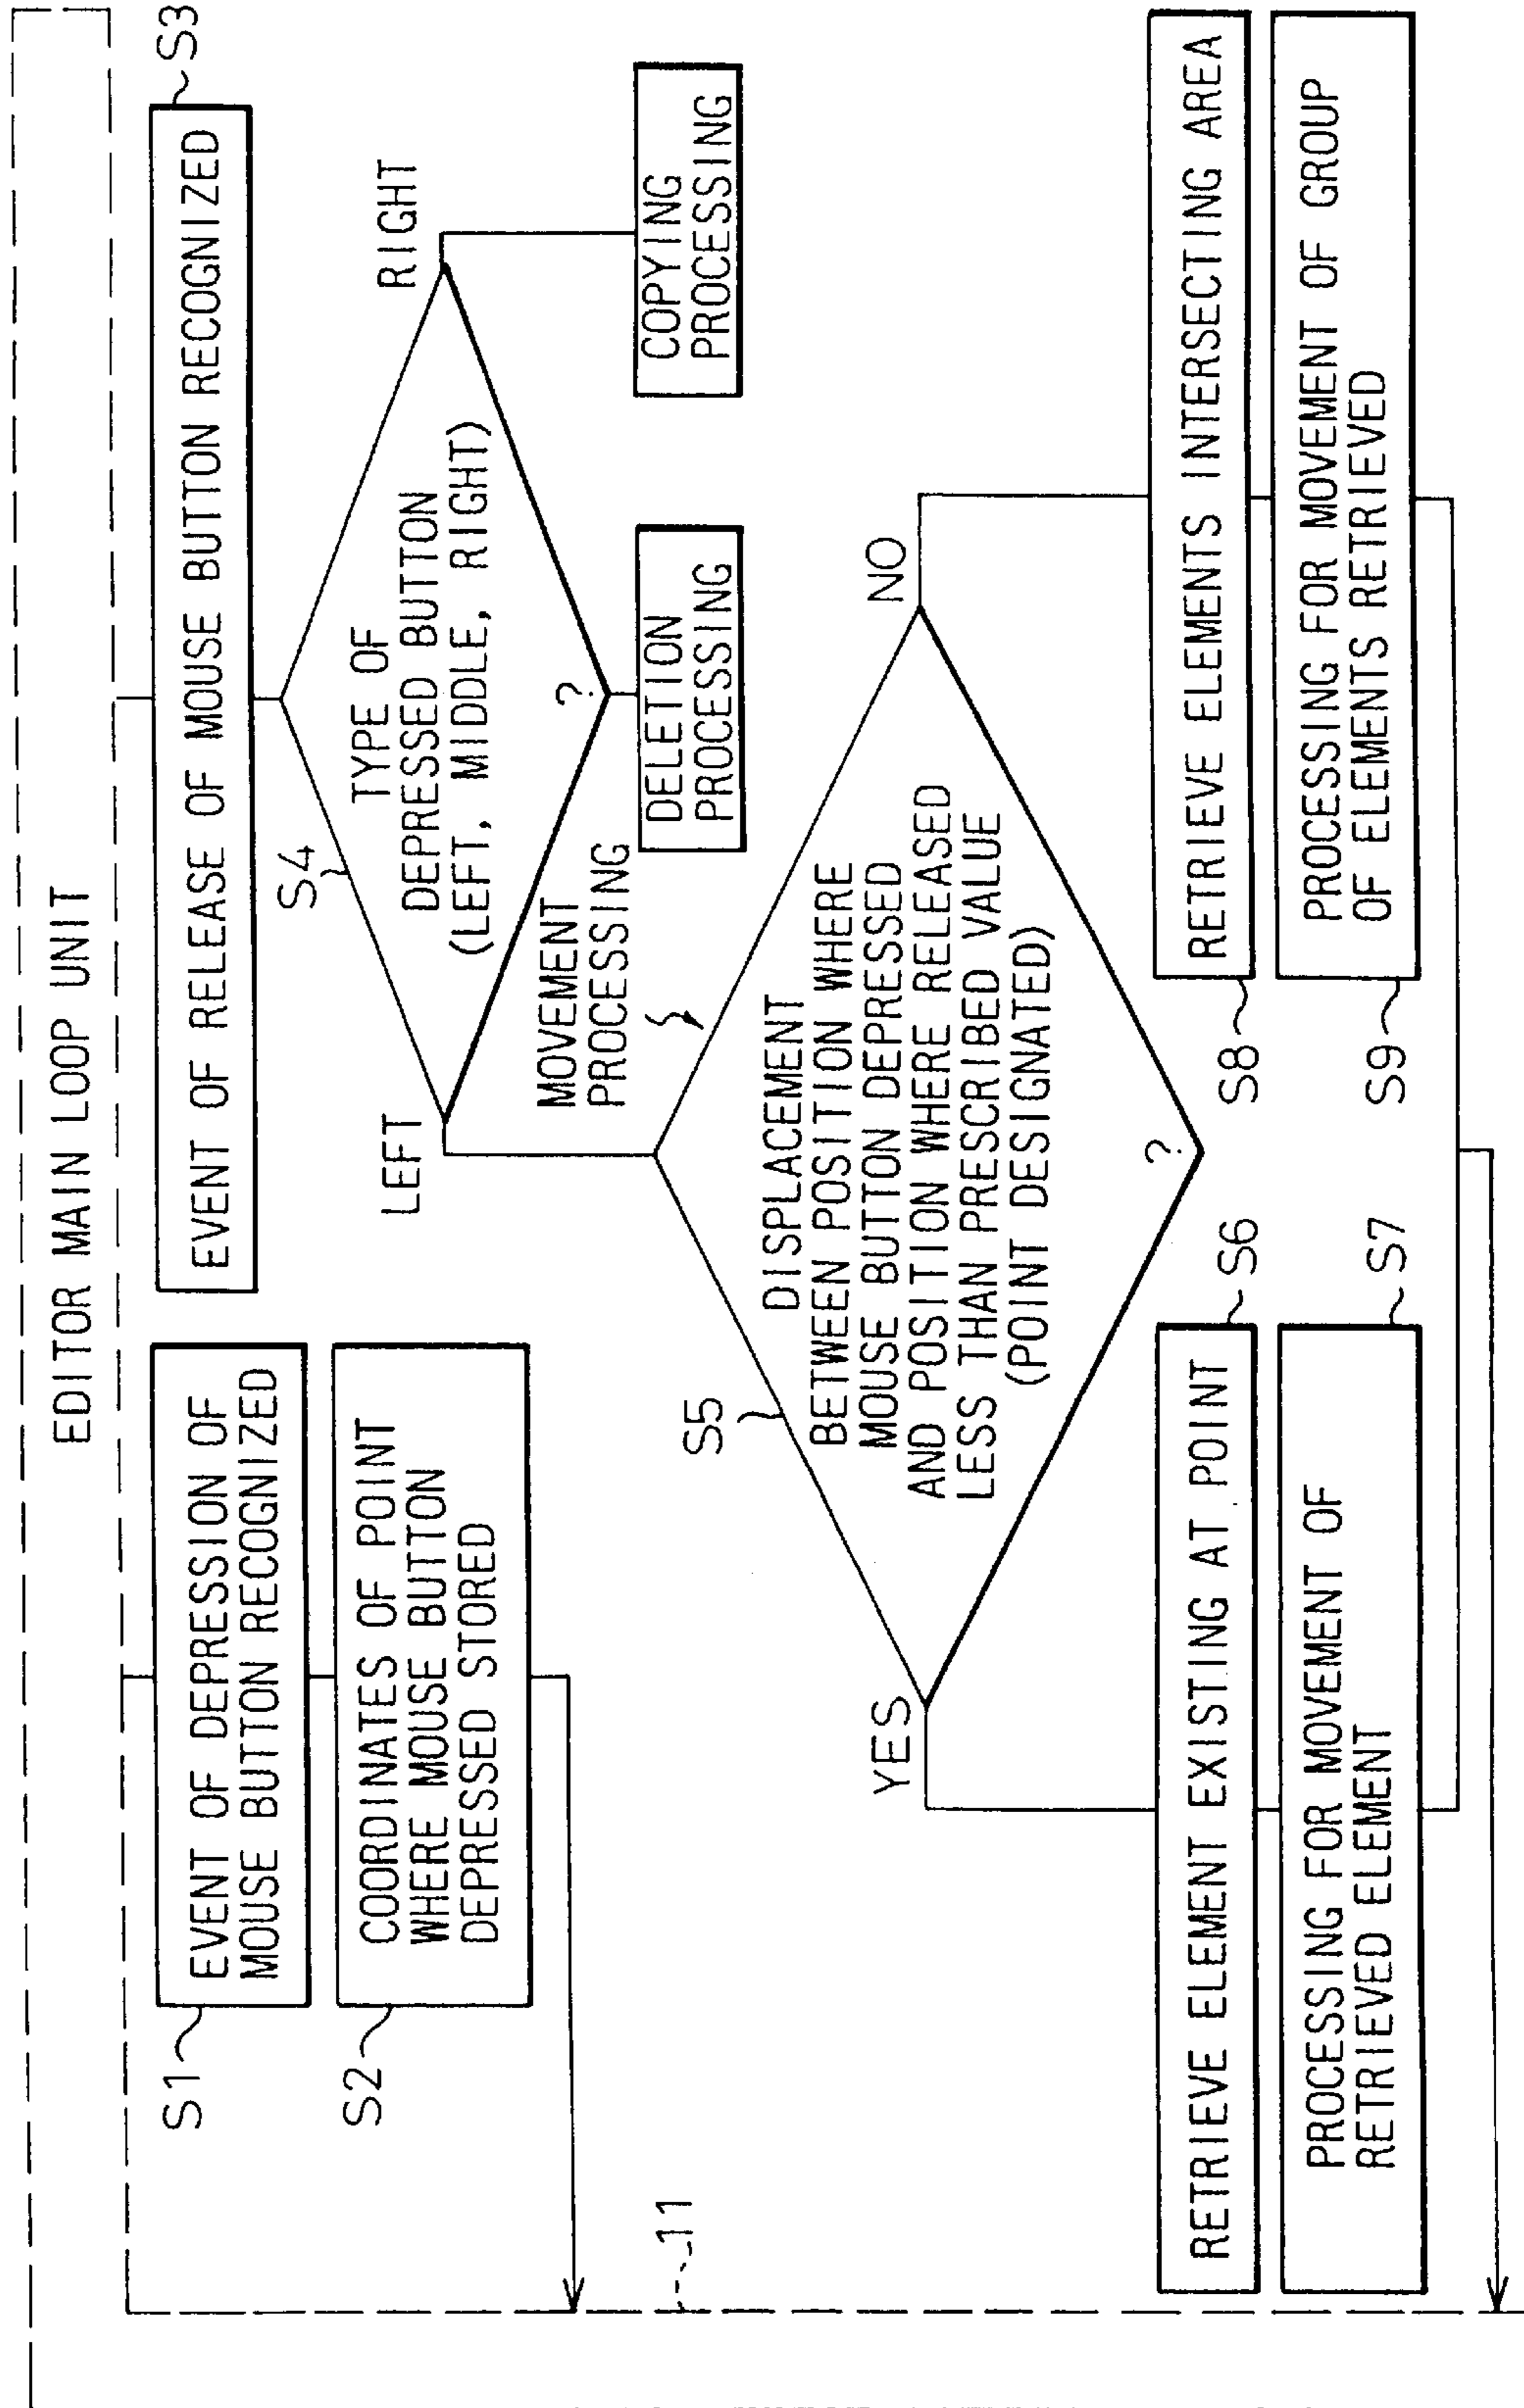 EDITOR MAIN LOOP UNIT
S1
EVENT OF DEPRESSION OF
MOUSE BUTTON RECOGNIZED
S2
COORDINATES OF POINT
WHERE MOUSE BUTTON
DEPRESSED STORED
EVENT OF RELEASE OF MOUSE BUTTON RECOGNIZED
S3
S4
TYPE OF
DEPRESSED BUTTON
(LEFT, MIDDLE, RIGHT)
?
LEFT
RIGHT
MOVEMENT
PROCESSING
DELETION
PROCESSING
COPYING
PROCESSING
11
S5
DISPLACEMENT
BETWEEN POSITION WHERE
MOUSE BUTTON DEPRESSED
AND POSITION WHERE RELEASED
LESS THAN PRESCRIBED VALUE
(POINT DESIGNATED)
?
YES
NO
RETRIEVE ELEMENT EXISTING AT POINT
S6
PROCESSING FOR MOVEMENT OF
RETRIEVED ELEMENT
S7
S8
RETRIEVE ELEMENTS INTERSECTING AREA
S9
PROCESSING FOR MOVEMENT OF GROUP
OF ELEMENTS RETRIEVED